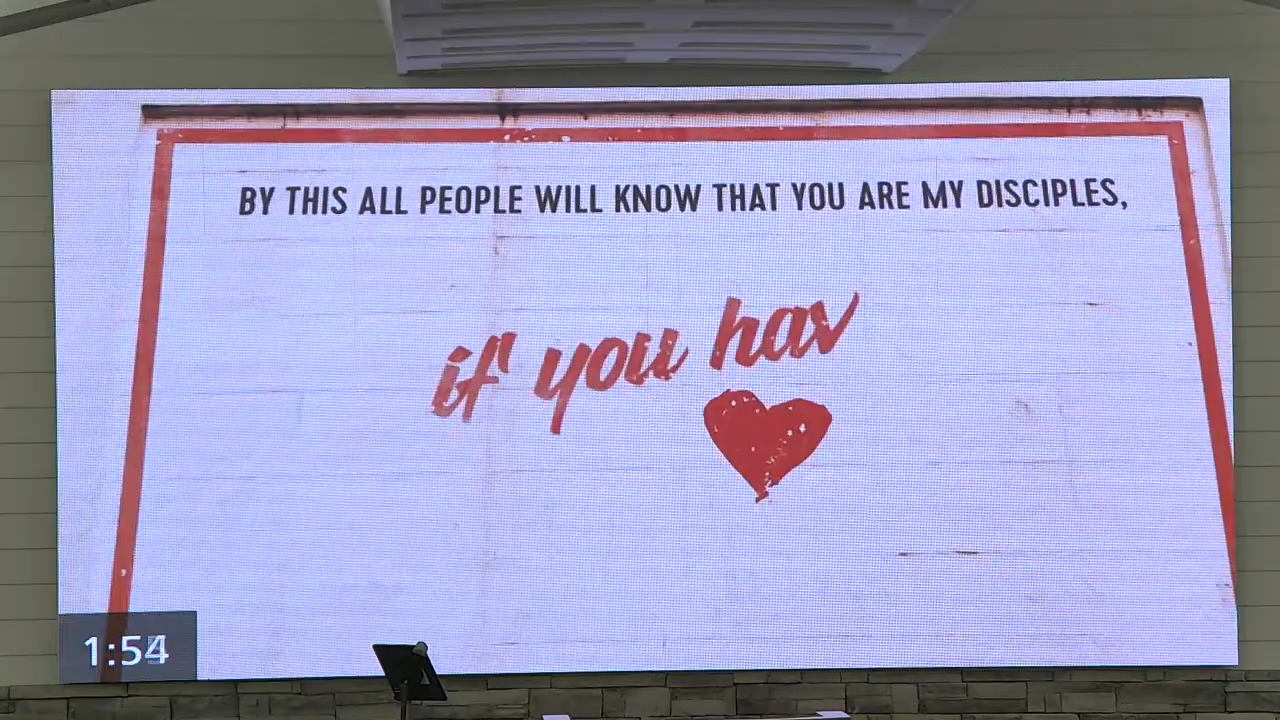 BY THIS ALL PEOPLE WILL KNOW THAT YOU ARE MY DISCIPLES,
if you hav
1:54